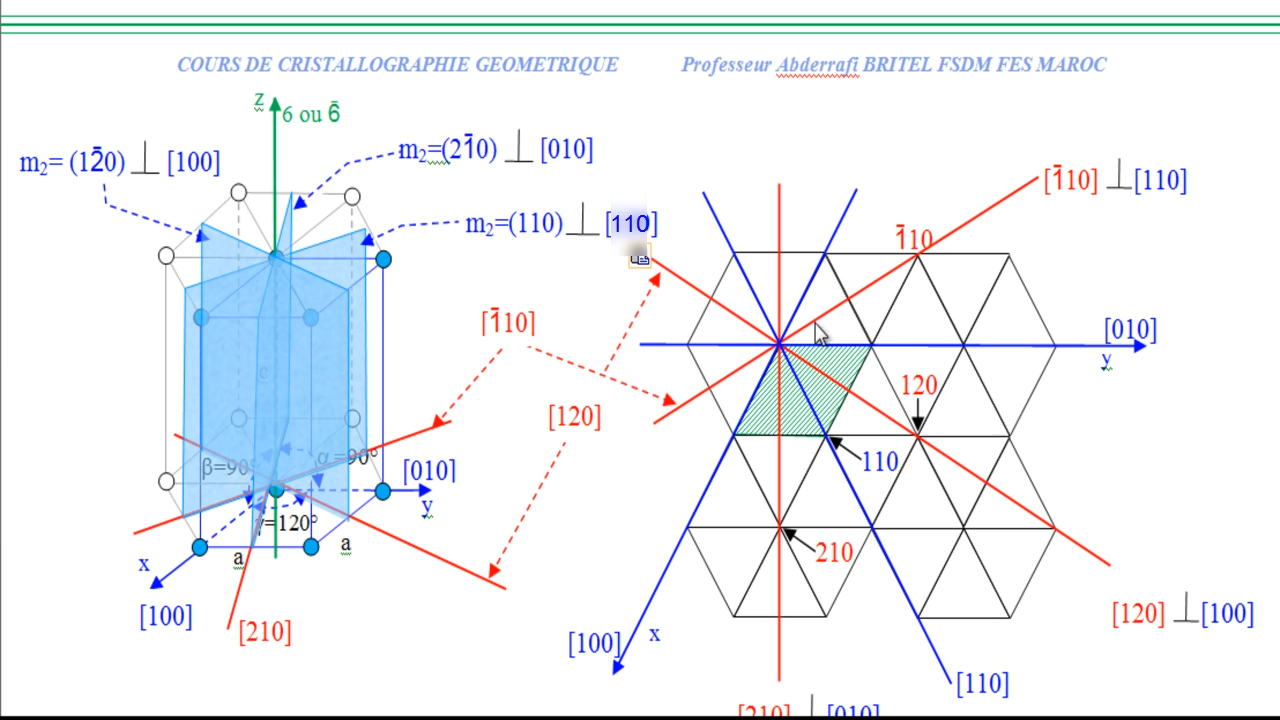 COURS DE CRISTALLOGRAPHIE GEOMETRIQUE Professeur Abderrafi BRITEL FSDM FES MAROC
z
6 ou 6̄
m₂= (12̄0) ⊥ [100]
m₂=(21̄0) ⊥ [010]
m₂=(110) ⊥ [110]
[1̄10] ⊥ [110]
1̄10
[1̄10]
[010]
y
120
[120]
c
β=90°
α =90°
[010]
y
110
γ=120°
a
a
210
x
[100]
[210]
[120] ⊥ [100]
[100]
x
[110]
[210] ⊥ [010]